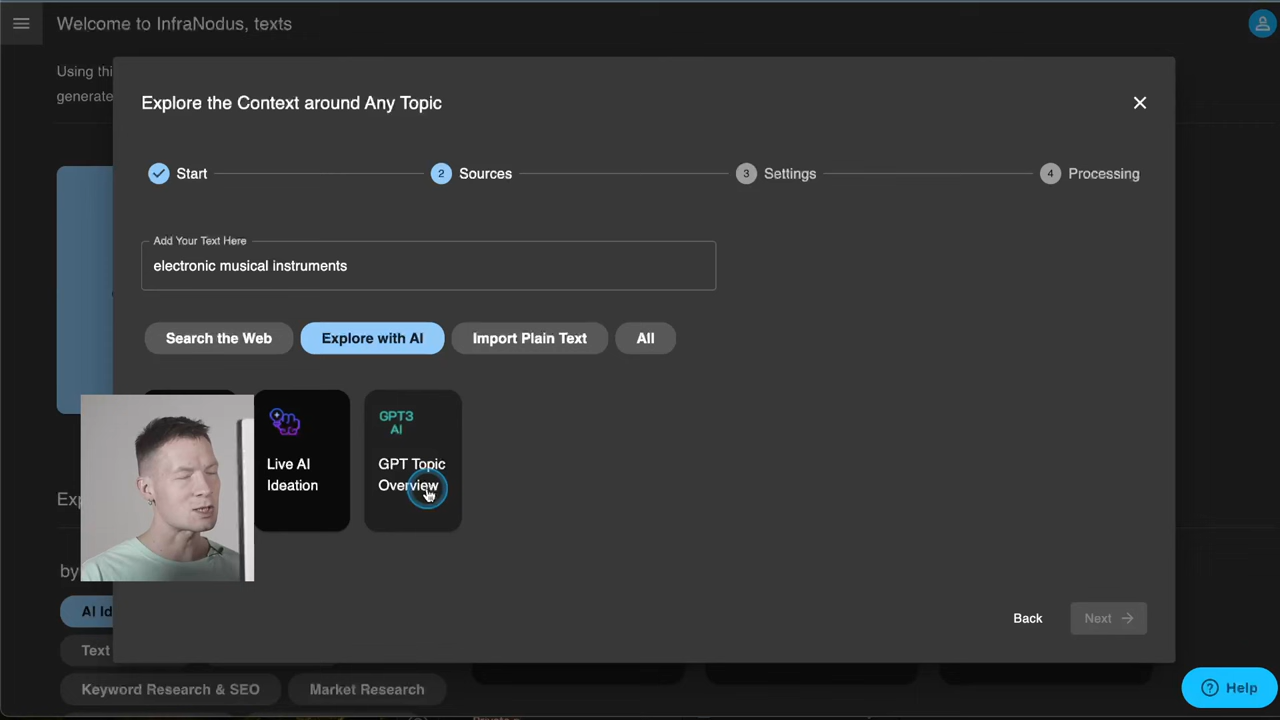 Welcome to InfraNodus, texts
Using thi
generate
Explore the Context around Any Topic
Start
2 Sources
3 Settings
4 Processing
Add Your Text Here
electronic musical instruments
Search the Web
Explore with AI
Import Plain Text
All
GPT3
AI
Live AI
Ideation
GPT Topic
Overview
Exp
by
AI Id
Back
Next
Text
Keyword Research & SEO
Market Research
Help